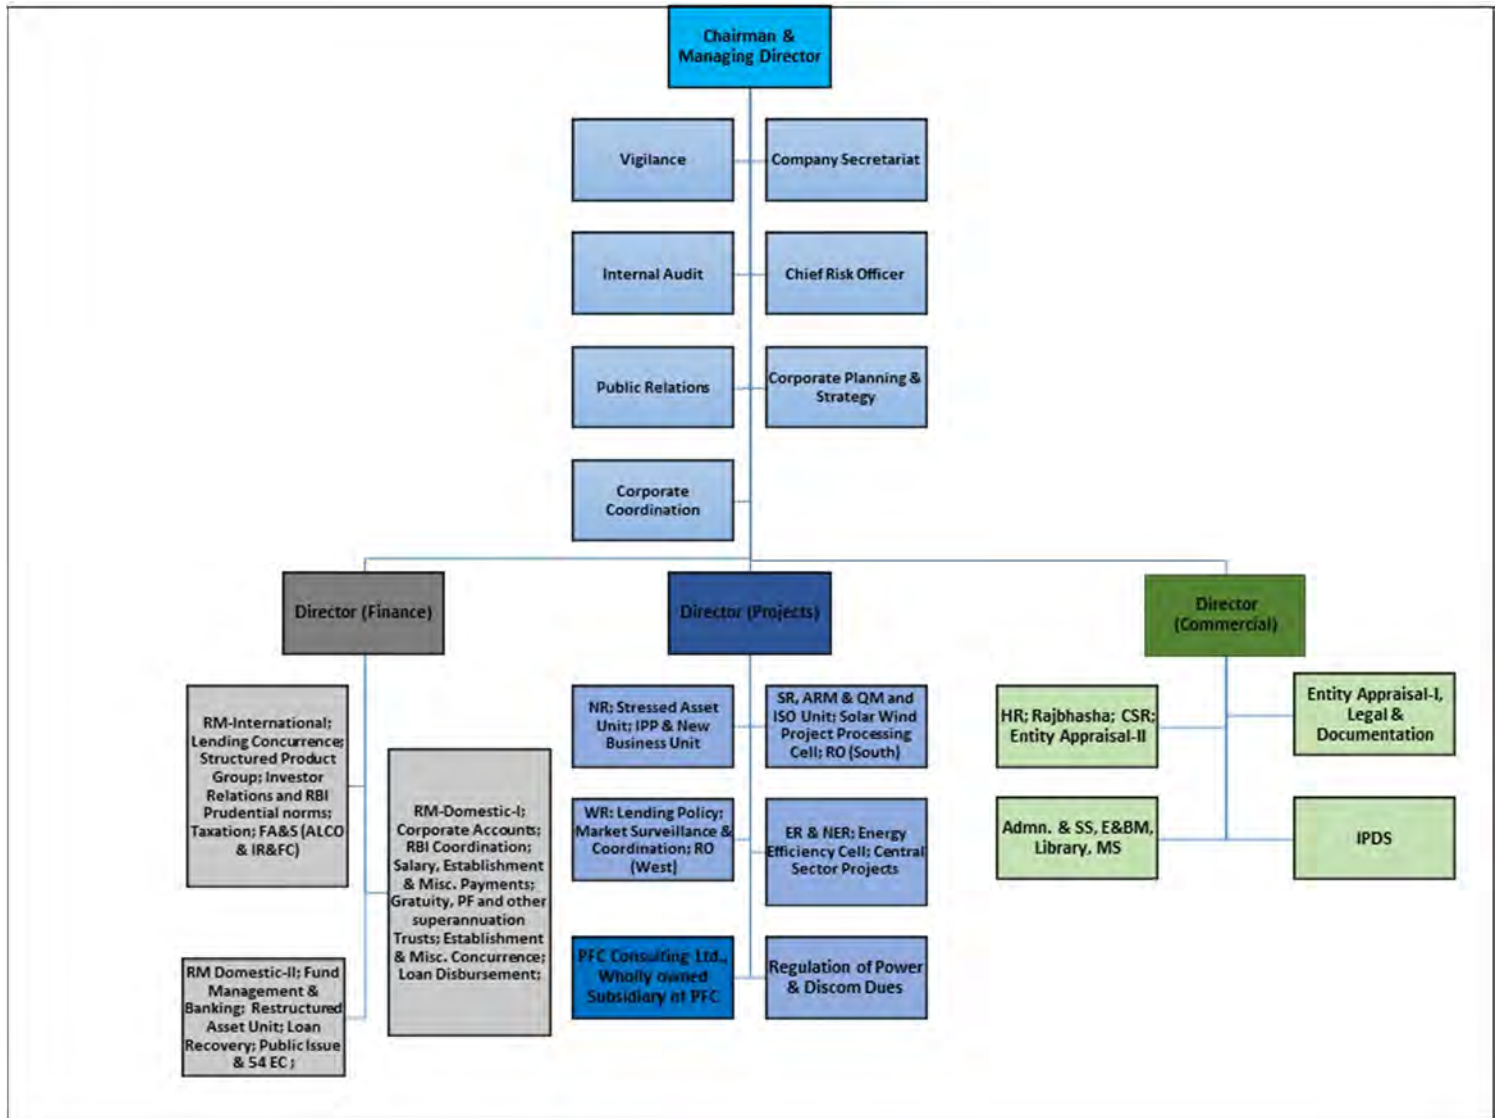 Chairman &
Managing Director
Vigilance
Company Secretariat
Internal Audit
Chief Risk Officer
Public Relations
Corporate Planning &
Strategy
Corporate
Coordination
Director (Finance)
Director (Projects)
Director
(Commercial)
RM-International;
Lending Concurrence;
Structured Product
Group; Investor
Relations and RBI
Prudential norms;
Taxation; FA&S (ALCO
& IR&FC)
RM-Domestic-I;
Corporate Accounts;
RBI Coordination;
Salary, Establishment
& Misc. Payments;
Gratuity, PF and other
superannuation
Trusts; Establishment
& Misc. Concurrence;
Loan Disbursement;
RM Domestic-II; Fund
Management &
Banking; Restructured
Asset Unit; Loan
Recovery; Public Issue
& 54 EC ;
NR; Stressed Asset
Unit; IPP & New
Business Unit
SR, ARM & QM and
ISO Unit; Solar Wind
Project Processing
Cell; RO (South)
WR; Lending Policy;
Market Surveillance &
Coordination; RO
(West)
ER & NER; Energy
Efficiency Cell; Central
Sector Projects
PFC Consulting Ltd.,
Wholly owned
Subsidiary of PFC
Regulation of Power
& Discom Dues
HR; Rajbhasha; CSR;
Entity Appraisal-II
Entity Appraisal-I,
Legal &
Documentation
Admn. & SS, E&BM,
Library, MS
IPDS